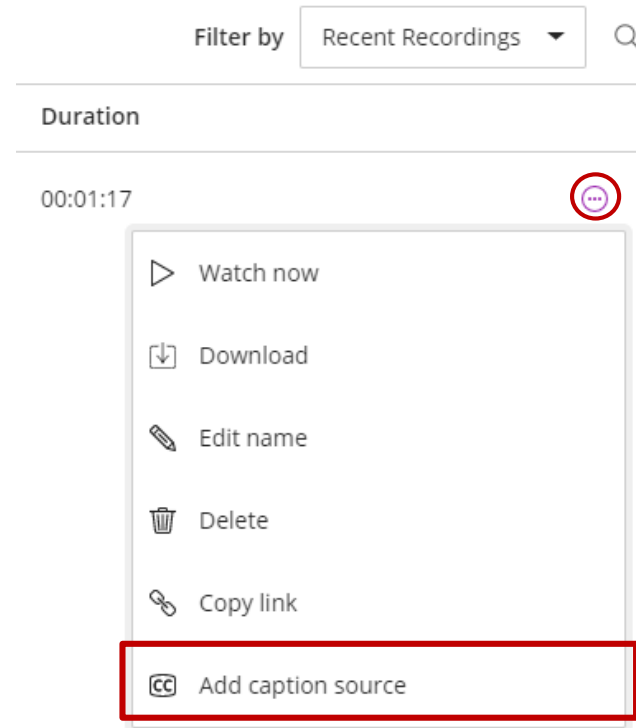 Filter by Recent Recordings
Duration
00:01:17
Watch now
Download
Edit name
Delete
Copy link
CC Add caption source